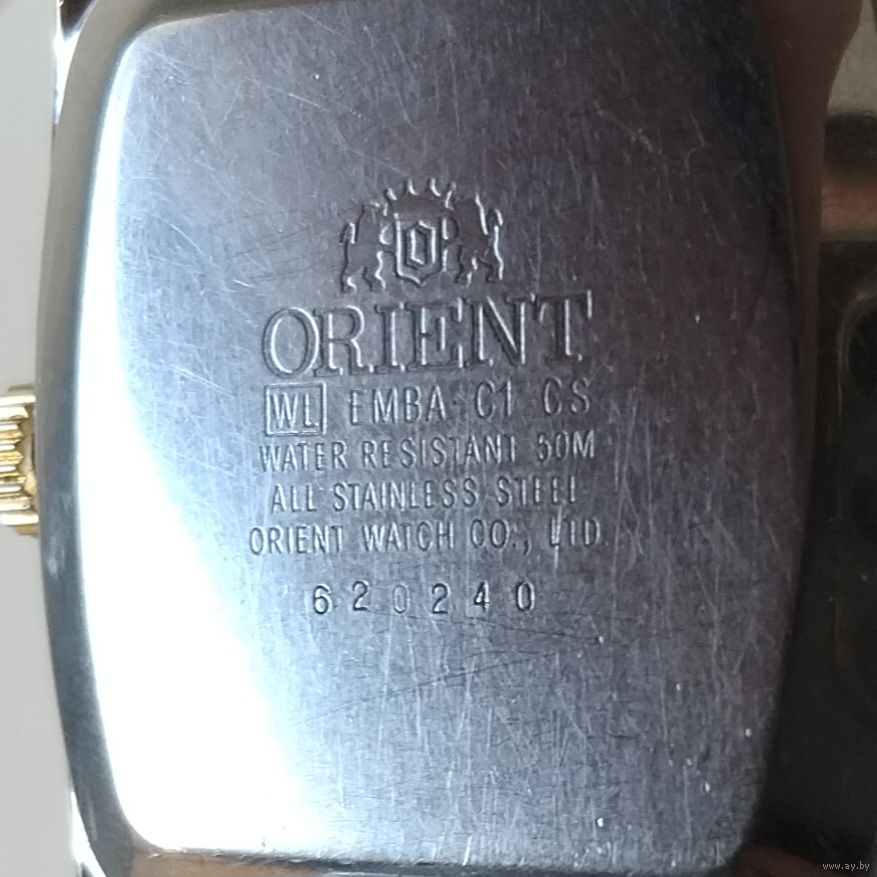 ORIENT
WL EMBA-C1 CS
WATER RESISTANT 50M
ALL STAINLESS STEEL
ORIENT WATCH CO., LTD.
620240
www.ay.by